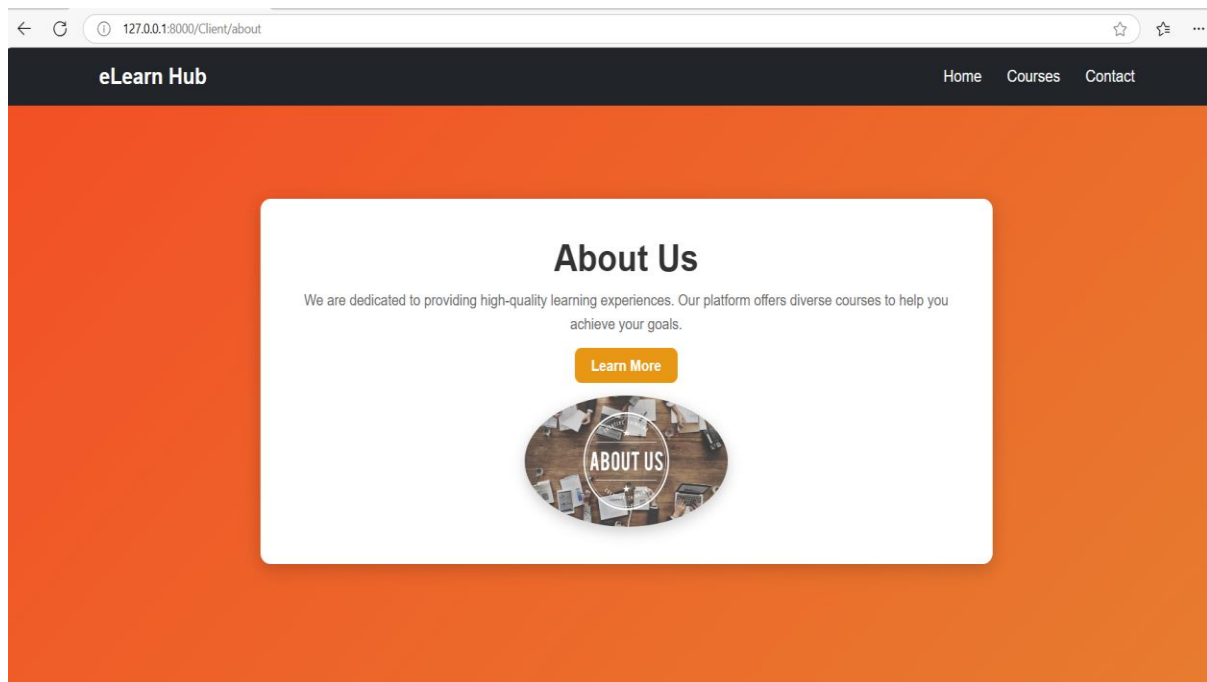 127.0.0.1:8000/Client/about
eLearn Hub
Home Courses Contact
About Us
We are dedicated to providing high-quality learning experiences. Our platform offers diverse courses to help you
achieve your goals.
Learn More
ABOUT US